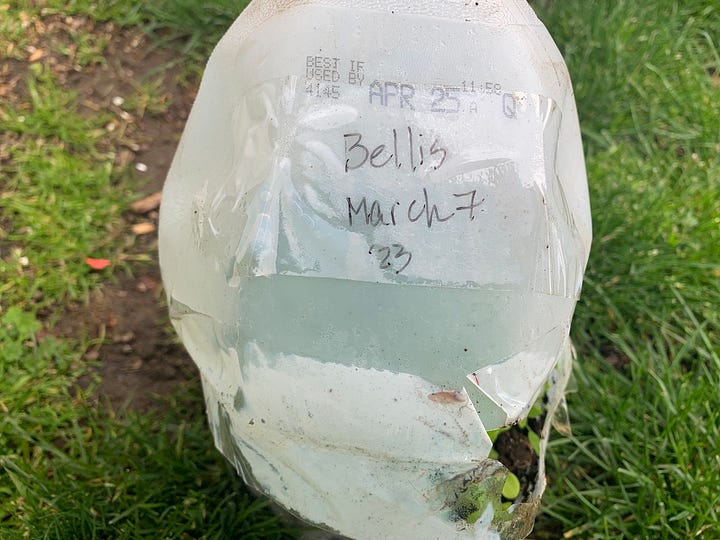 BEST IF
USED BY 11:58
4145 APR 25 A Q
Bellis
March 7
'23